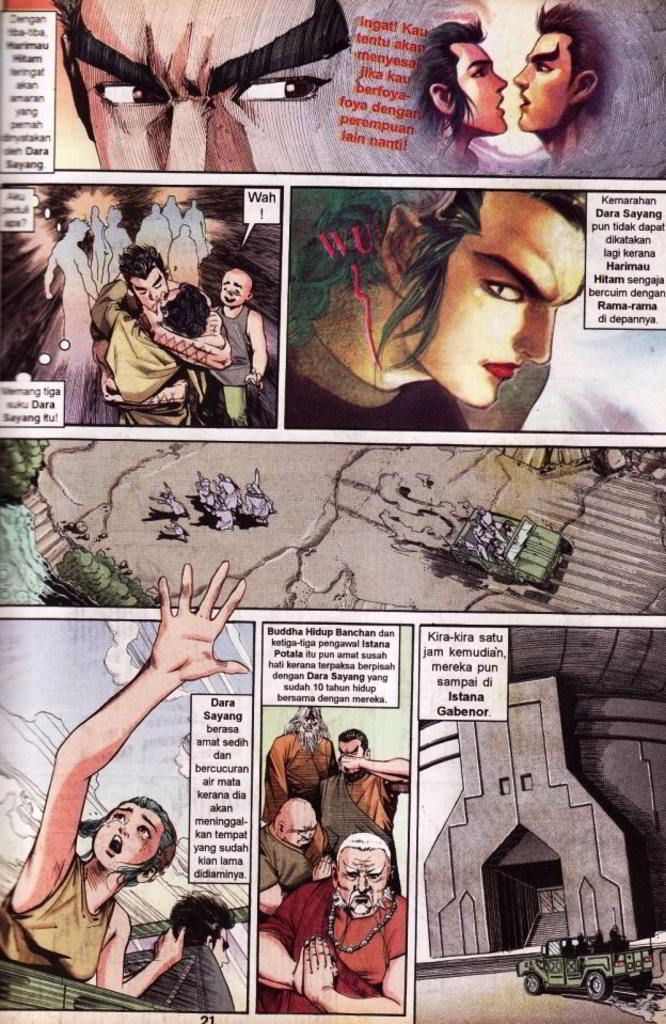 Dengan
tiba-tiba,
Harimau
Hitam
teringat
akan
amaran
yang
pernah
dinyatakan
oleh Dara
Sayang
Ingat! Kau
tentu akan
menyesa
jika kau
berfoya-
foya dengan
perempuan
lain nanti!
Aku
peduli
apa?
Wah
!
Memang tiga
suku Dara
Sayang itu!
WU
Kemarahan
Dara Sayang
pun tidak dapat
dikatakan
lagi kerana
Harimau
Hitam sengaja
bercuim dengan
Rama-rama
di depannya.
Dara
Sayang
berasa
amat sedih
dan
bercucuran
air mata
kerana dia
akan
meninggal-
kan tempat
yang sudah
kian lama
didiaminya.
Buddha Hidup Banchan dan
ketiga-tiga pengawal Istana
Potala itu pun amat susah
hati kerana terpaksa berpisah
dengan Dara Sayang yang
sudah 10 tahun hidup
bersama dengan mereka.
Kira-kira satu
jam kemudian,
mereka pun
sampai di
Istana
Gabenor.
21